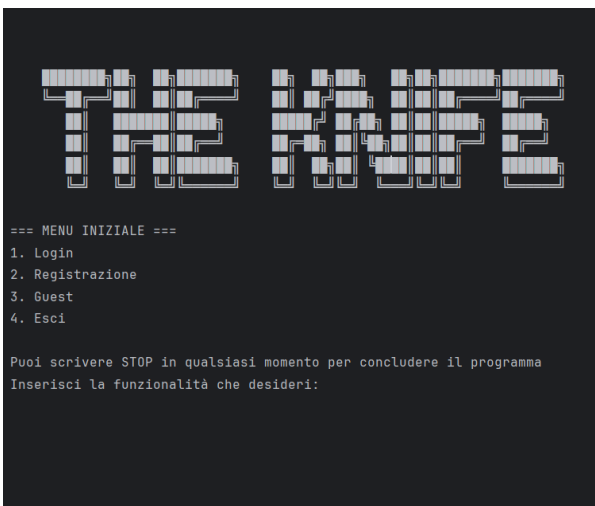 THE KNIFE
=== MENU INIZIALE ===
1. Login
2. Registrazione
3. Guest
4. Esci
Puoi scrivere STOP in qualsiasi momento per concludere il programma
Inserisci la funzionalità che desideri: